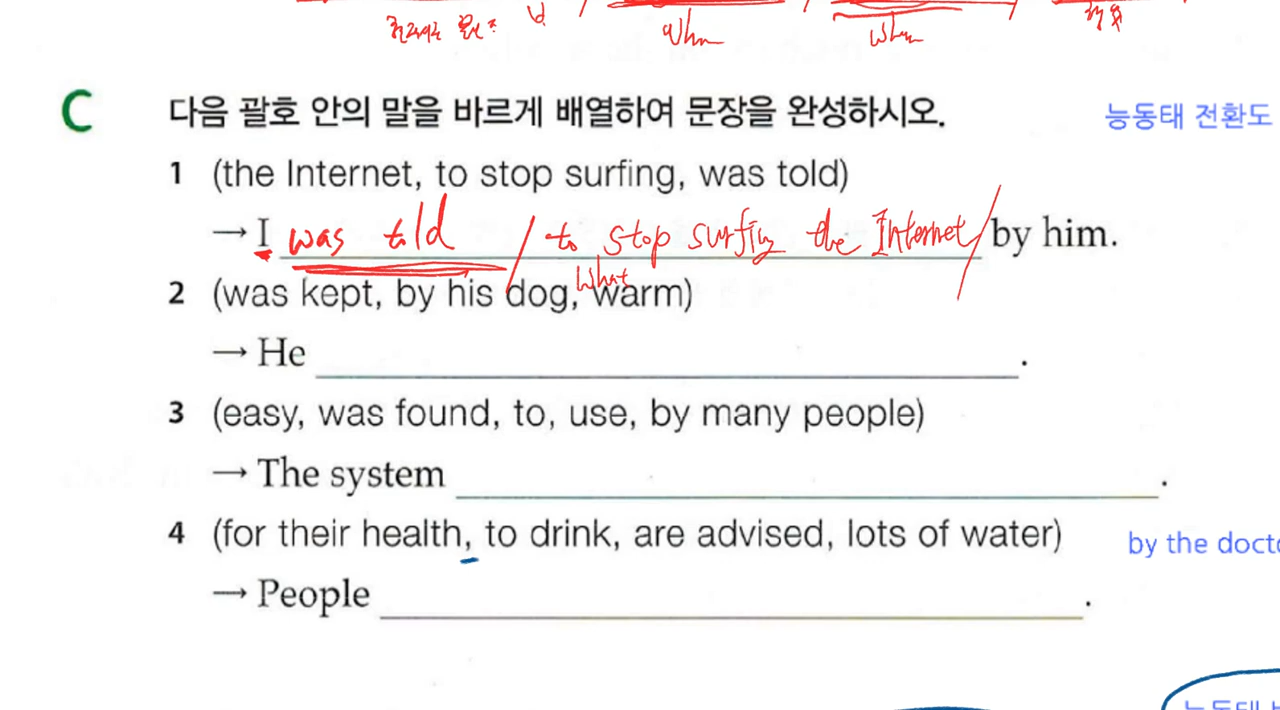 When When
C 다음 괄호 안의 말을 바르게 배열하여 문장을 완성하시오. 능동태 전환도
1 (the Internet, to stop surfing, was told)
→ I was told / to stop surfing the Internet / by him.
What
2 (was kept, by his dog, warm)
→ He .
3 (easy, was found, to, use, by many people)
→ The system .
4 (for their health, to drink, are advised, lots of water) by the docto
→ People .
능동태